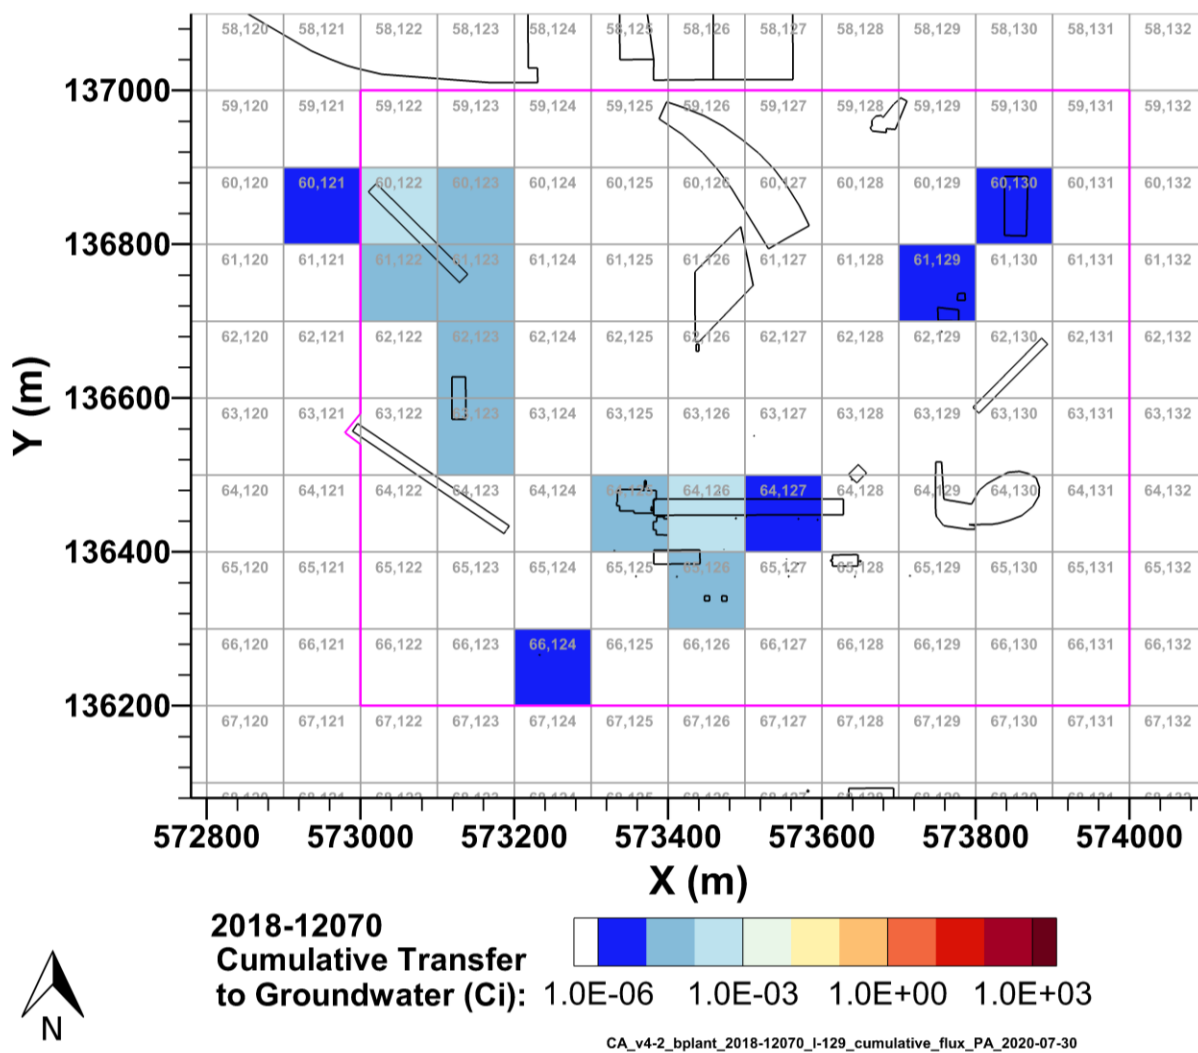 58,120 58,121 58,122 58,123 58,124 58,125 58,126 58,127 58,128 58,129 58,130 58,131 58,132
137000
59,120 59,121 59,122 59,123 59,124 59,125 59,126 59,127 59,128 59,129 59,130 59,131 59,132
60,120 60,121 60,122 60,123 60,124 60,125 60,126 60,127 60,128 60,129 60,130 60,131 60,132
136800
61,120 61,121 61,122 61,123 61,124 61,125 61,126 61,127 61,128 61,129 61,130 61,131 61,132
62,120 62,121 62,122 62,123 62,124 62,125 62,126 62,127 62,128 62,129 62,130 62,131 62,132
136600
63,120 63,121 63,122 63,123 63,124 63,125 63,126 63,127 63,128 63,129 63,130 63,131 63,132
Y (m)
64,120 64,121 64,122 64,123 64,124 64,125 64,126 64,127 64,128 64,129 64,130 64,131 64,132
136400
65,120 65,121 65,122 65,123 65,124 65,125 65,126 65,127 65,128 65,129 65,130 65,131 65,132
66,120 66,121 66,122 66,123 66,124 66,125 66,126 66,127 66,128 66,129 66,130 66,131 66,132
136200
67,120 67,121 67,122 67,123 67,124 67,125 67,126 67,127 67,128 67,129 67,130 67,131 67,132
572800 573000 573200 573400 573600 573800 574000
X (m)
2018-12070
Cumulative Transfer
to Groundwater (Ci):
1.0E-06 1.0E-03 1.0E+00 1.0E+03
N
CA_v4-2_bplant_2018-12070_I-129_cumulative_flux_PA_2020-07-30